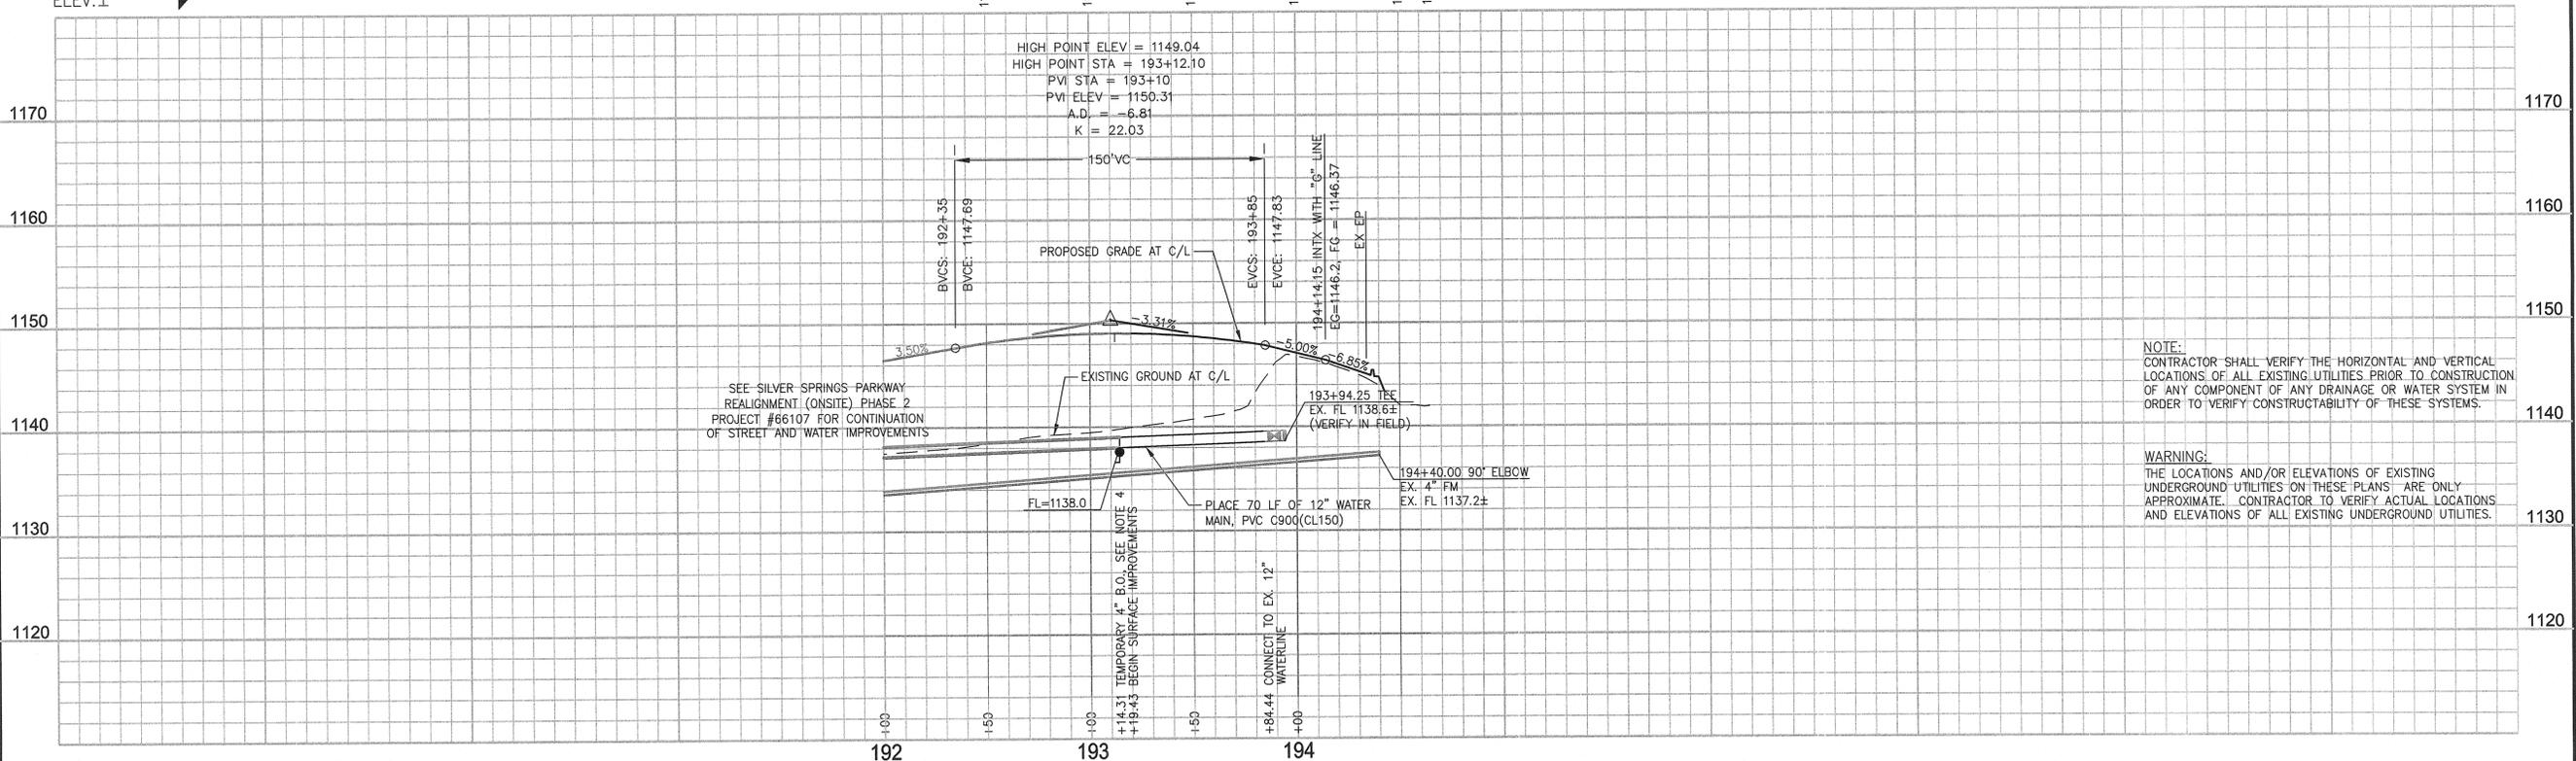 ELEV.±
HIGH POINT ELEV = 1149.04
HIGH POINT STA = 193+12.10
PVI STA = 193+10
PVI ELEV = 1150.31
A.D. = -6.81
K = 22.03
150'VC
1170
1170
1160
1160
1150
1150
1140
1140
1130
1130
1120
1120
BVCS: 192+35
BVCE: 1147.69
EVCS: 193+85
EVCE: 1147.83
194+14.15 INTX WITH "G" LINE
EG=1146.2, FG = 1146.37
EX EP
PROPOSED GRADE AT C/L
3.50%
-3.31%
-5.00%
-6.85%
EXISTING GROUND AT C/L
SEE SILVER SPRINGS PARKWAY
REALIGNMENT (ONSITE) PHASE 2
PROJECT #66107 FOR CONTINUATION
OF STREET AND WATER IMPROVEMENTS
193+94.25 TEE
EX. FL 1138.6±
(VERIFY IN FIELD)
194+40.00 90° ELBOW
EX. 4" FM
EX. FL 1137.2±
FL=1138.0
PLACE 70 LF OF 12" WATER
MAIN, PVC C900(CL150)
+14.31 TEMPORARY 4" B.O., SEE NOTE 4
+19.43 BEGIN SURFACE IMPROVEMENTS
+84.44 CONNECT TO EX. 12"
WATERLINE
NOTE:
CONTRACTOR SHALL VERIFY THE HORIZONTAL AND VERTICAL
LOCATIONS OF ALL EXISTING UTILITIES PRIOR TO CONSTRUCTION
OF ANY COMPONENT OF ANY DRAINAGE OR WATER SYSTEM IN
ORDER TO VERIFY CONSTRUCTABILITY OF THESE SYSTEMS.
WARNING:
THE LOCATIONS AND/OR ELEVATIONS OF EXISTING
UNDERGROUND UTILITIES ON THESE PLANS ARE ONLY
APPROXIMATE. CONTRACTOR TO VERIFY ACTUAL LOCATIONS
AND ELEVATIONS OF ALL EXISTING UNDERGROUND UTILITIES.
+00
+50
+00
+50
+00
192
193
194